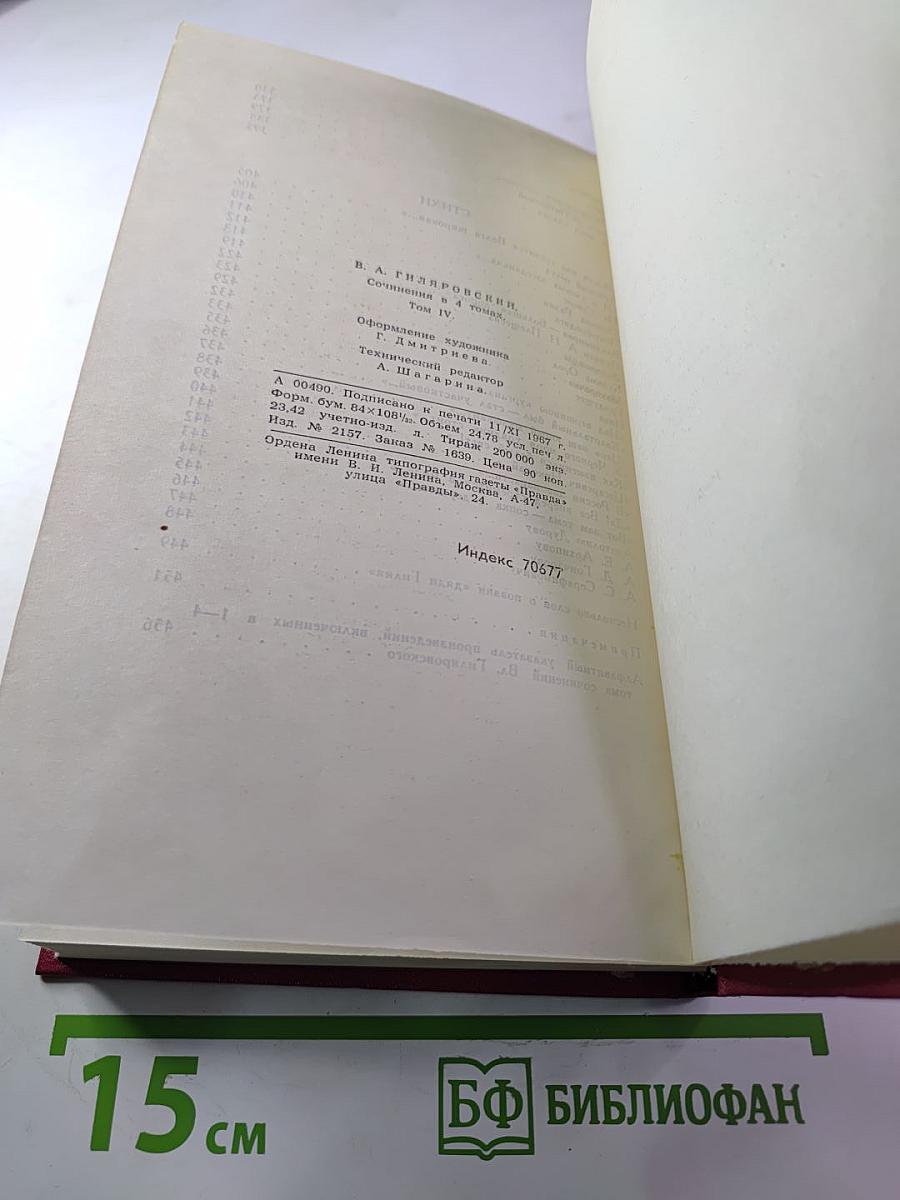 В. А. ГИЛЯРОВСКИЙ.
Сочинения в 4 томах.
Том IV.
Оформление художника
Г. Дмитриева.
Технический редактор
А. Шагарина.
А 00490. Подписано к печати 11/XI 1967 г.
Форм. бум. 84×108¹/₃₂. Объем 24,78 усл. печ. л.
23,42 учетно-изд. л. Тираж 200 000 экз.
Изд. № 2157. Заказ № 1639. Цена 90 коп.
Ордена Ленина типография газеты «Правда»
имени В. И. Ленина, Москва, А-47,
улица «Правды». 24.
Индекс 70677
15 см
БФ БИБЛИОФАН